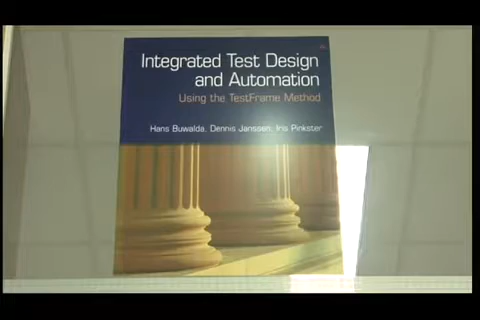 Integrated Test Design
and Automation
Using the TestFrame Method
Hans Buwalda, Dennis Janssen, Iris Pinkster